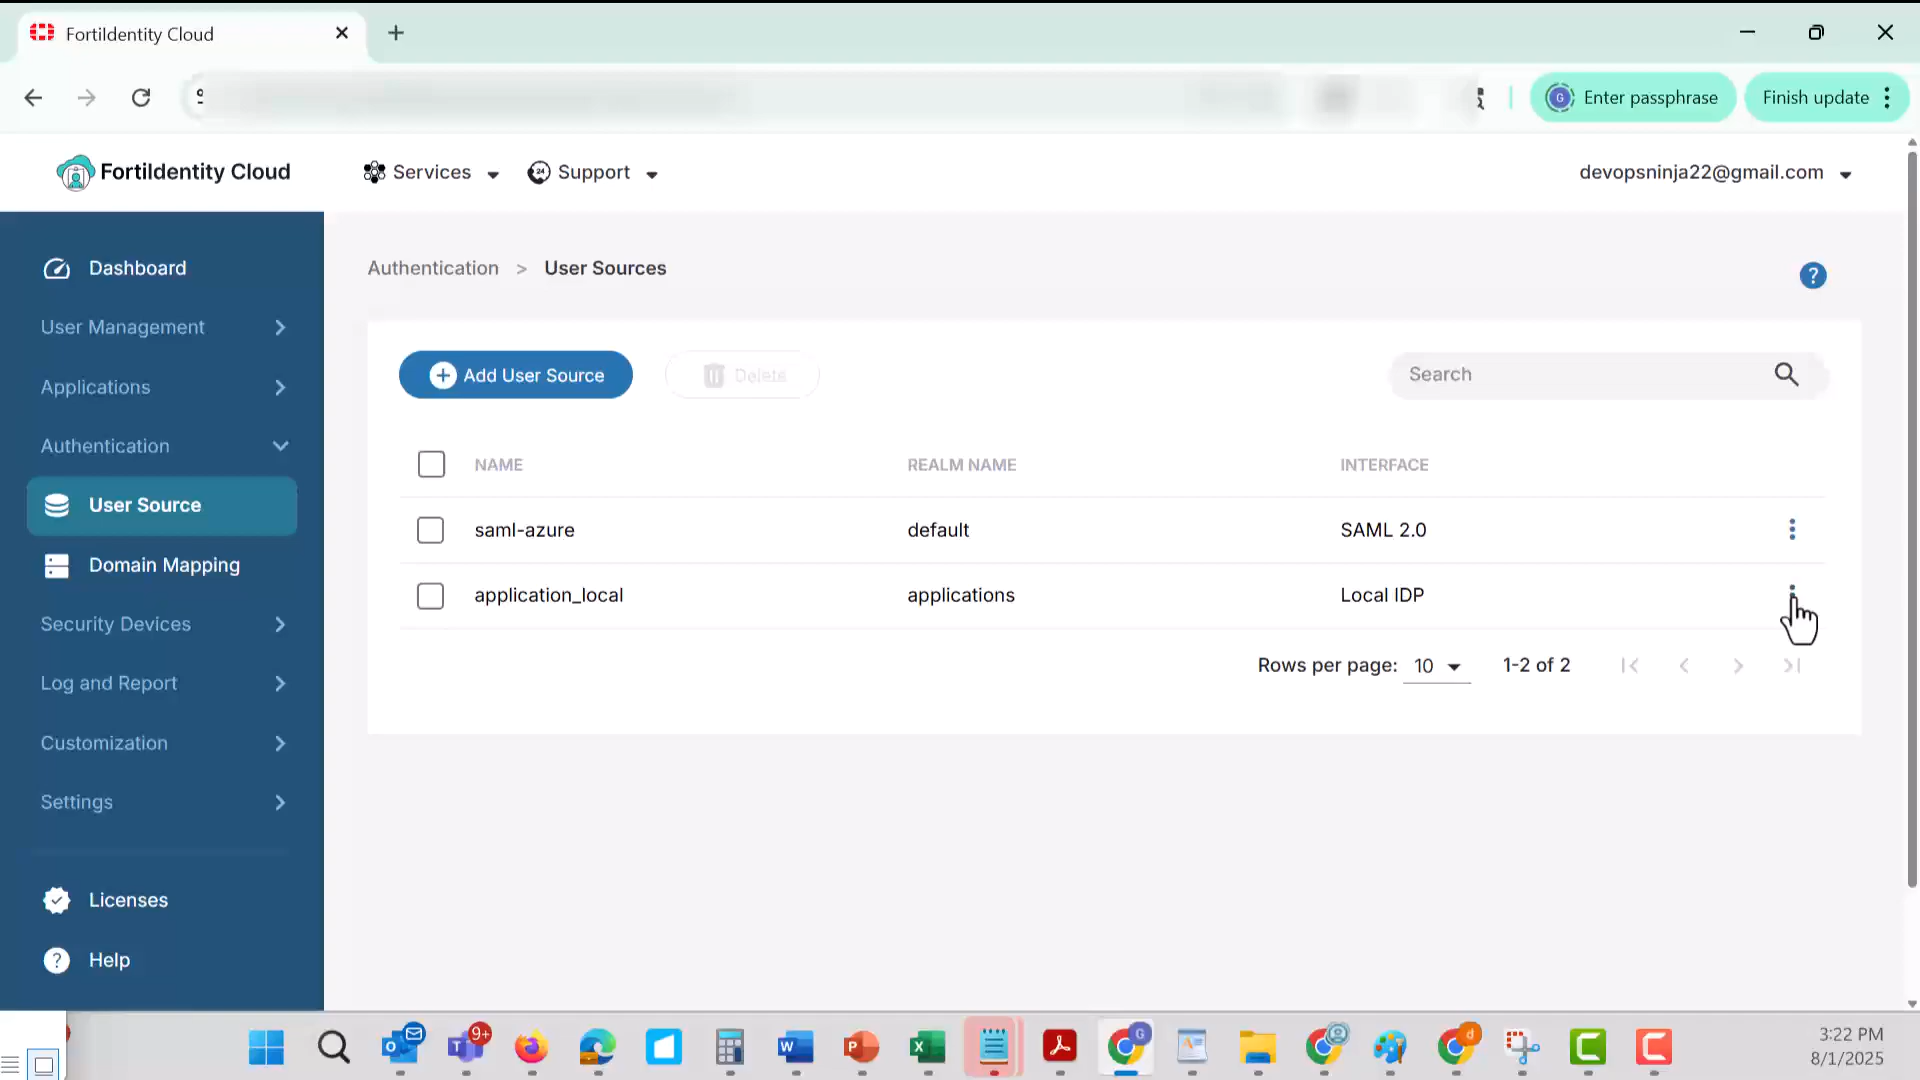 FortiIdentity Cloud
Enter passphrase
Finish update
FortiIdentity Cloud
Services
Support
devopsninja22@gmail.com
Dashboard
User Management
Applications
Authentication
User Source
Domain Mapping
Security Devices
Log and Report
Customization
Settings
Licenses
Help
Authentication > User Sources
Add User Source
Delete
Search
NAME REALM NAME INTERFACE
saml-azure default SAML 2.0
application_local applications Local IDP
Rows per page: 10 1-2 of 2
9+
3:22 PM
8/1/2025